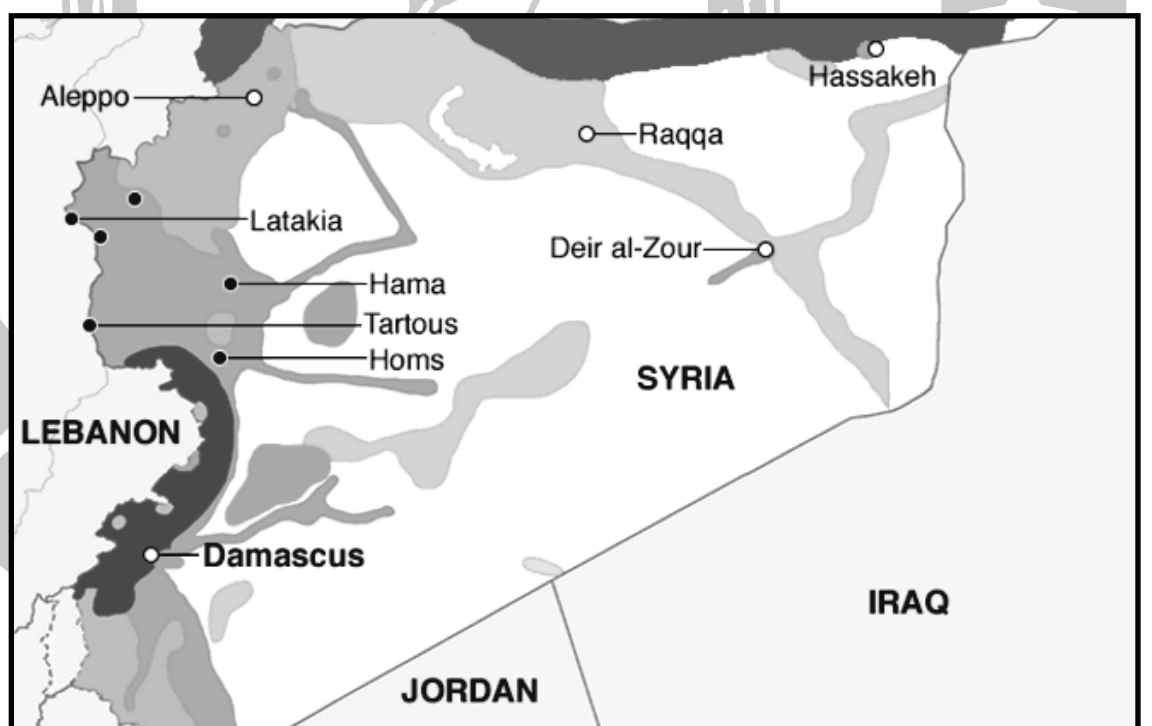 Aleppo
Hassakeh
Raqqa
Latakia
Deir al-Zour
Hama
Tartous
Homs
SYRIA
LEBANON
Damascus
IRAQ
JORDAN